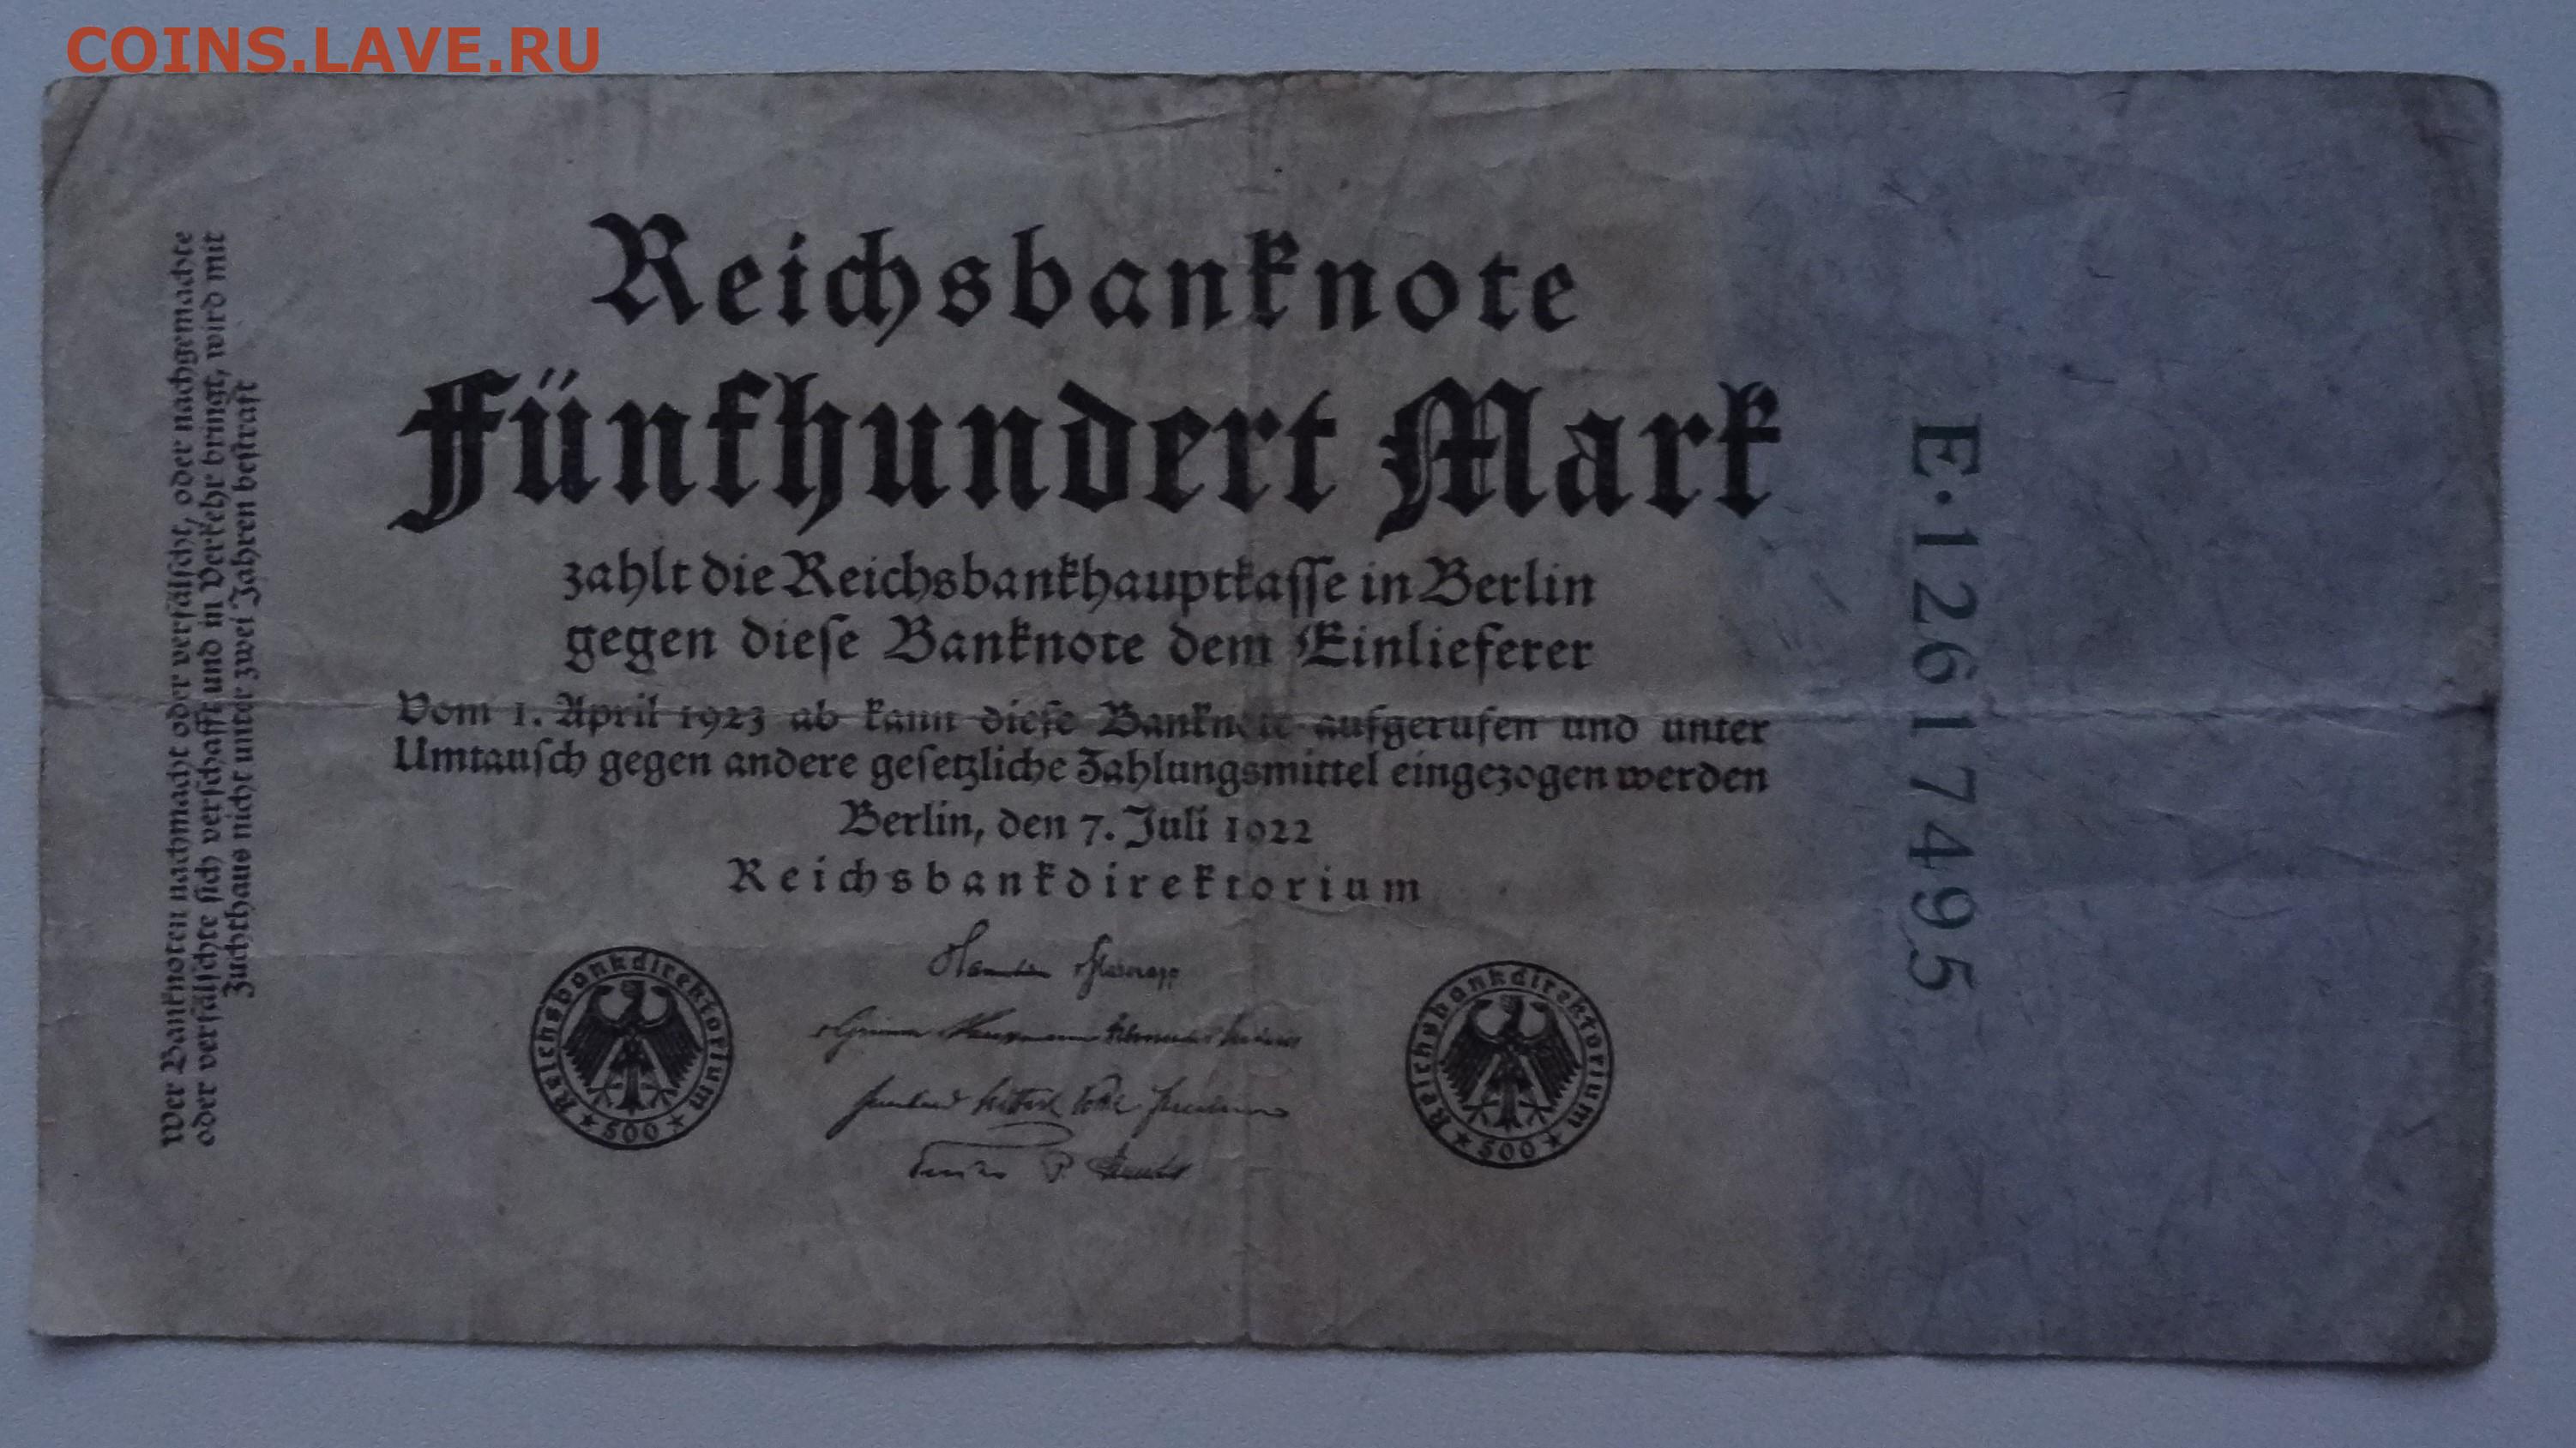 COINS.LAVE.RU
Reichsbanknote
Fünfhundert Mark
zahlt die Reichsbankhauptkasse in Berlin
gegen diese Banknote dem Einlieferer
Vom 1. April 1923 ab kann diese Banknote aufgerufen und unter
Umtausch gegen andere gesetzliche Zahlungsmittel eingezogen werden
Berlin, den 7. Juli 1922
Reichsbankdirektorium
Reichsbankdirektorium
* 500 *
Reichsbankdirektorium
* 500 *
Wer Banknoten nachmacht oder verfälscht, oder nachgemachte
oder verfälschte sich verschafft und in Verkehr bringt, wird mit
Zuchthaus nicht unter zwei Jahren bestraft
E·12617495